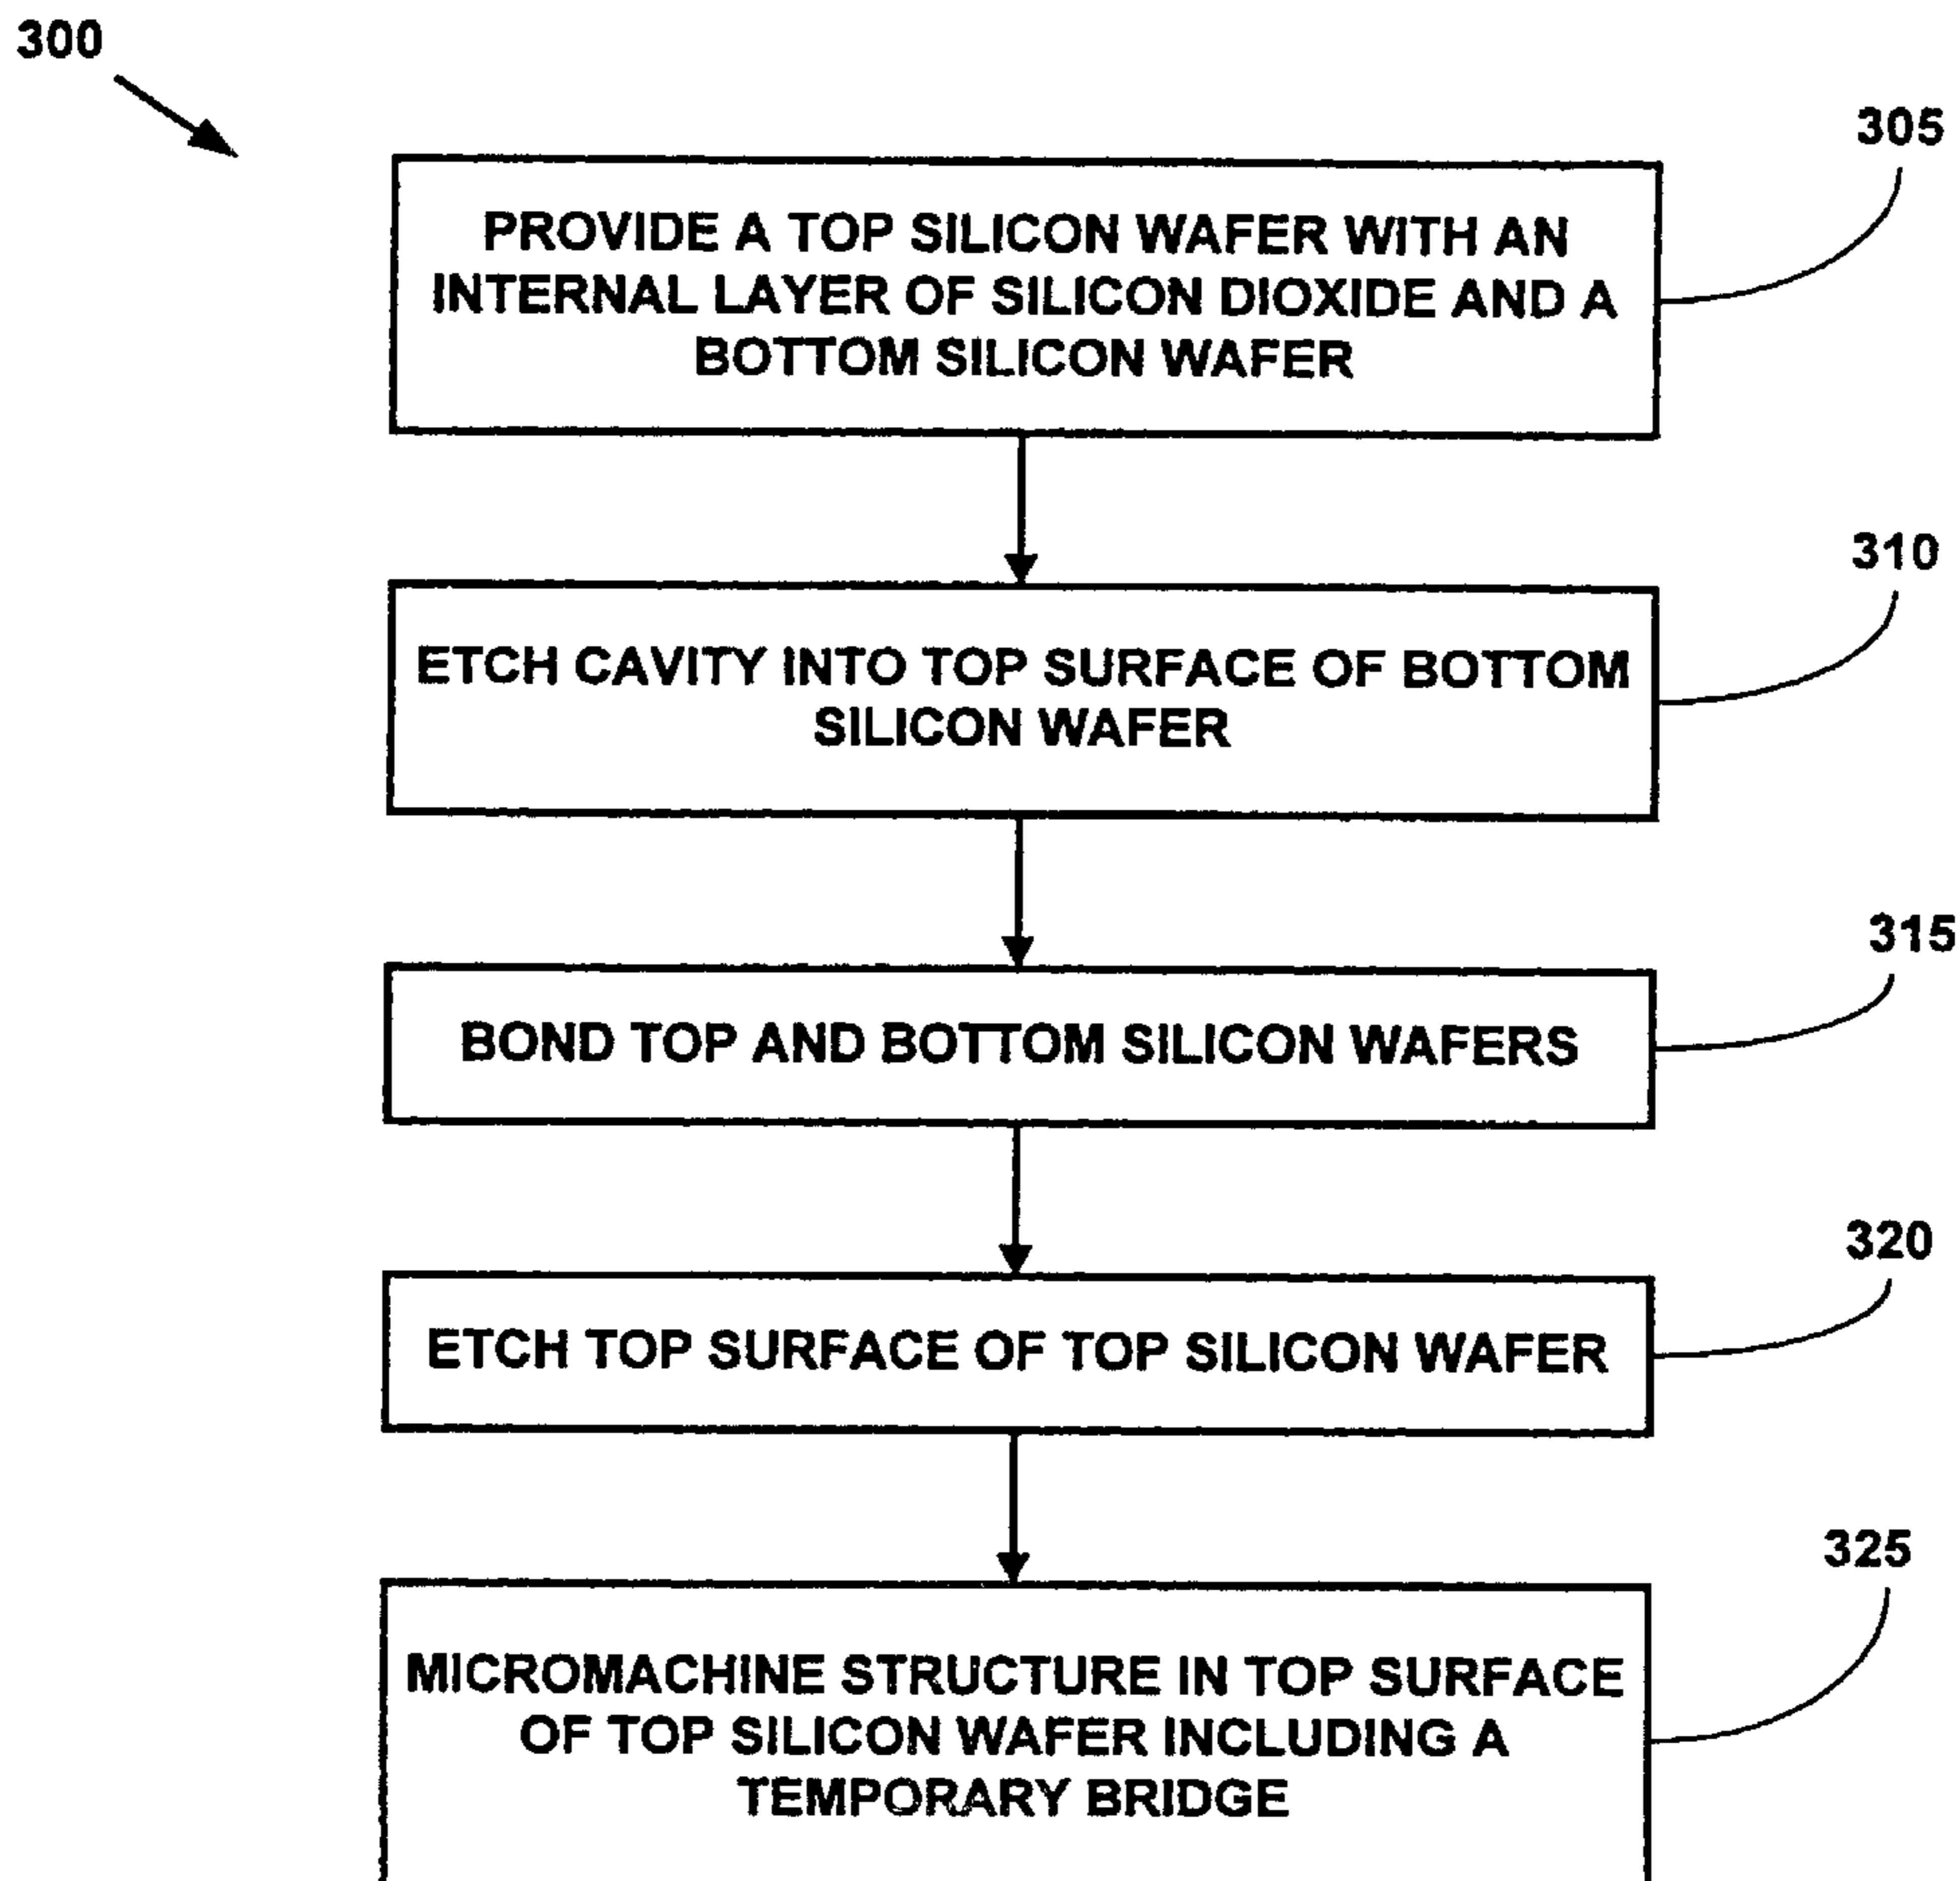 300
305
PROVIDE A TOP SILICON WAFER WITH AN
INTERNAL LAYER OF SILICON DIOXIDE AND A
BOTTOM SILICON WAFER
310
ETCH CAVITY INTO TOP SURFACE OF BOTTOM
SILICON WAFER
315
BOND TOP AND BOTTOM SILICON WAFERS
320
ETCH TOP SURFACE OF TOP SILICON WAFER
325
MICROMACHINE STRUCTURE IN TOP SURFACE
OF TOP SILICON WAFER INCLUDING A
TEMPORARY BRIDGE